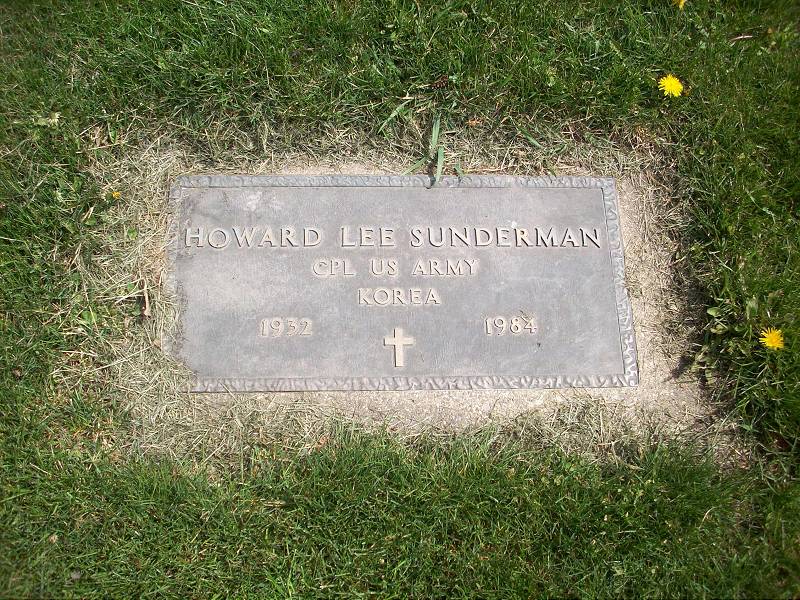 HOWARD LEE SUNDERMAN
CPL US ARMY
KOREA
1932 1984